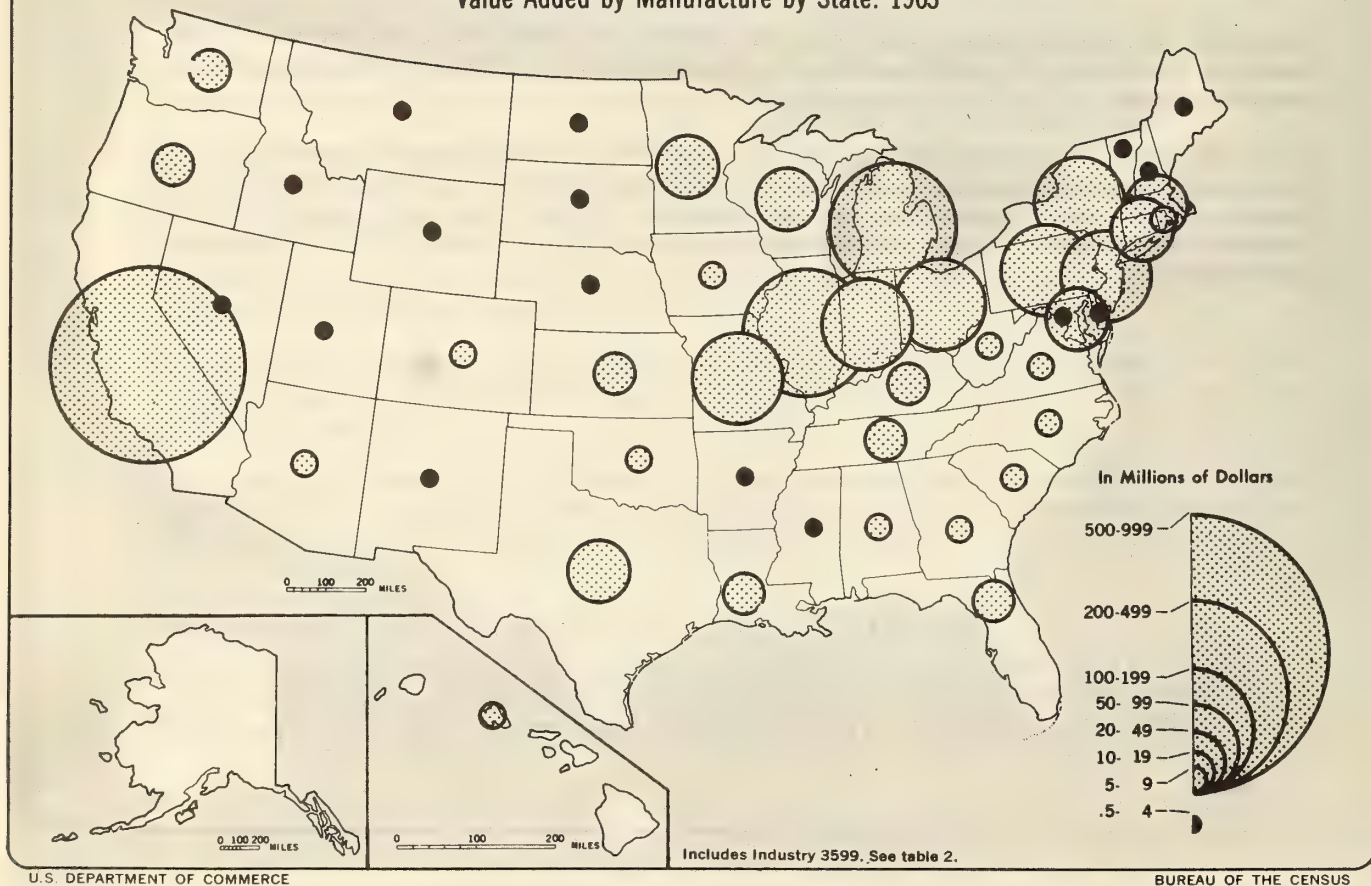 Value Added by Manufacture by State: 1963
In Millions of Dollars
500-999
200-499
100-199
50- 99
20- 49
10- 19
5- 9
.5- 4
0 100 200 MILES
0 100 200 MILES
0 100 200 MILES
Includes Industry 3599. See table 2.
U.S. DEPARTMENT OF COMMERCE
BUREAU OF THE CENSUS